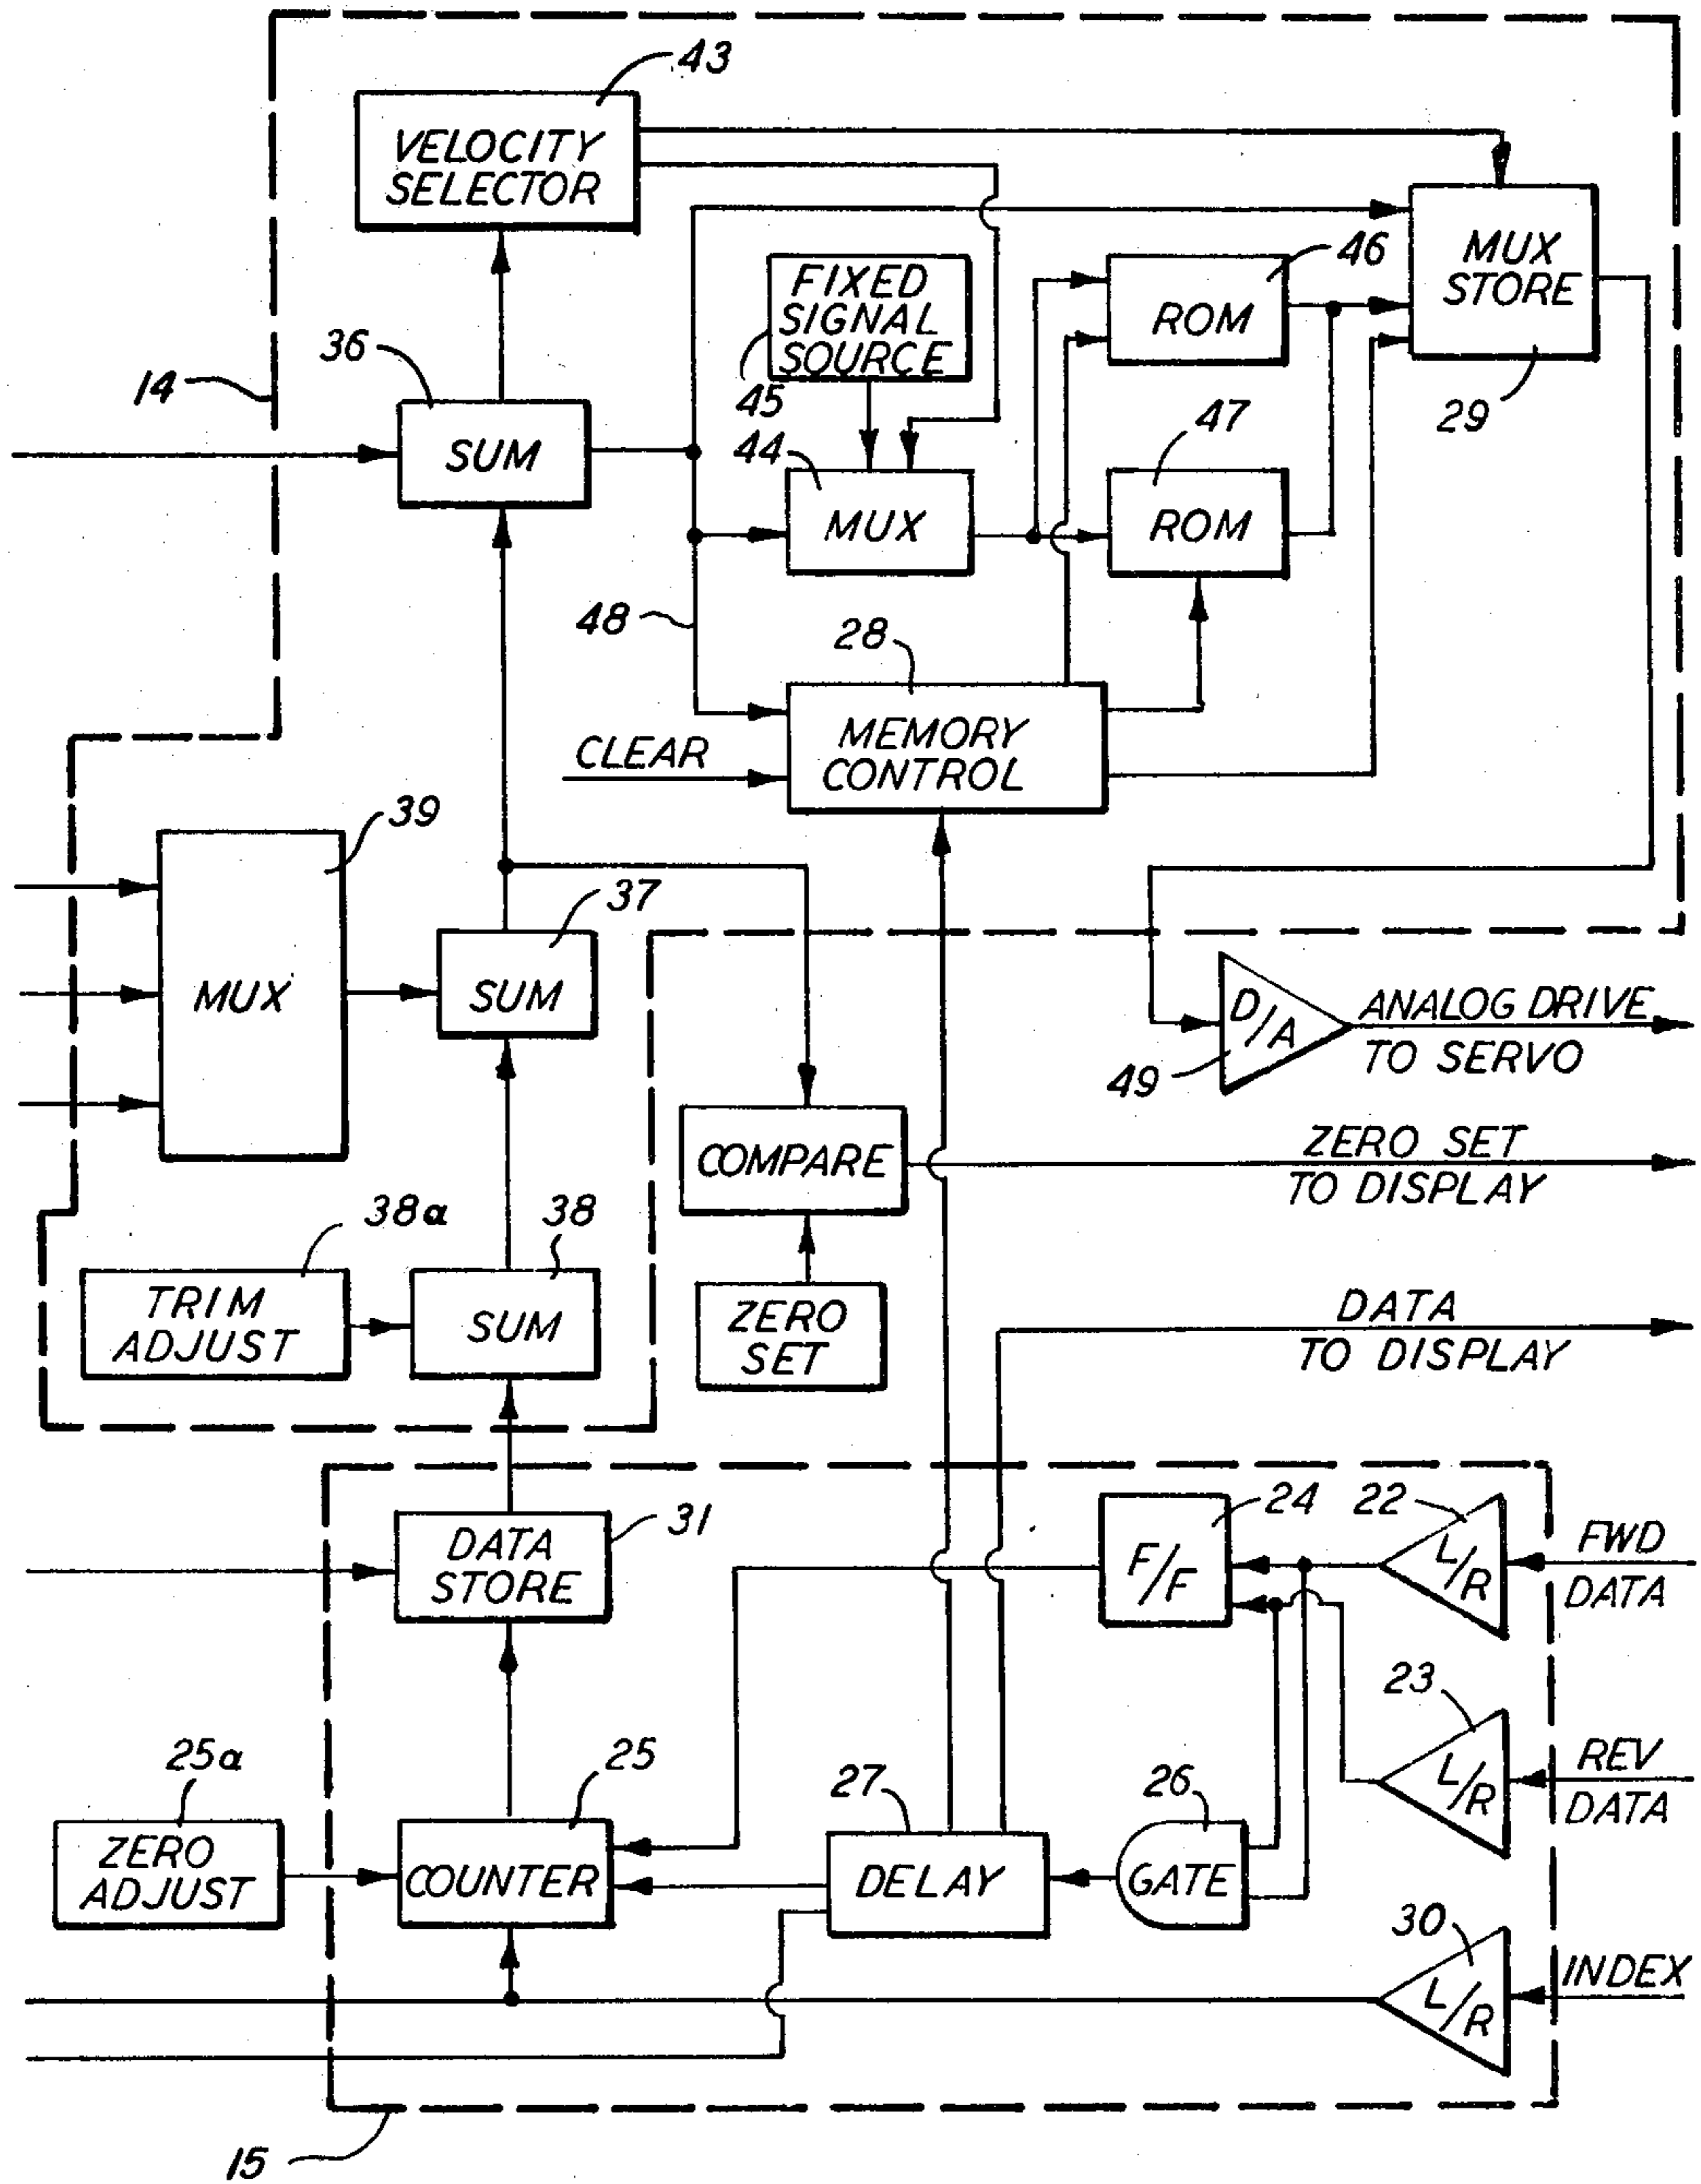 43
VELOCITY
SELECTOR
FIXED
SIGNAL
SOURCE
45
46
ROM
MUX
STORE
29
36
14
SUM
44
MUX
47
ROM
48
28
MEMORY
CONTROL
CLEAR
39
MUX
37
SUM
D/A
49
ANALOG DRIVE
TO SERVO
COMPARE
ZERO SET
TO DISPLAY
38a
TRIM
ADJUST
38
SUM
ZERO
SET
DATA
TO DISPLAY
31
DATA
STORE
24
F/F
22
L/R
FWD
DATA
23
L/R
REV
DATA
25a
ZERO
ADJUST
25
COUNTER
27
DELAY
26
GATE
30
L/R
INDEX
15